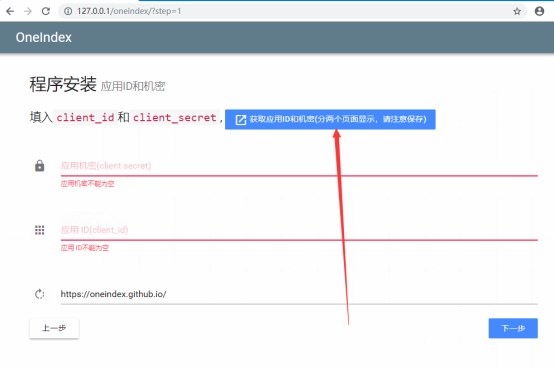 127.0.0.1/oneindex/?step=1
OneIndex
程序安装 应用ID和机密
填入 client_id 和 client_secret , 获取应用ID和机密(分两个页面显示，请注意保存)
应用机密(client secret)
应用机密不能为空
应用 ID(client_id)
应用 ID不能为空
https://oneindex.github.io/
上一步 下一步